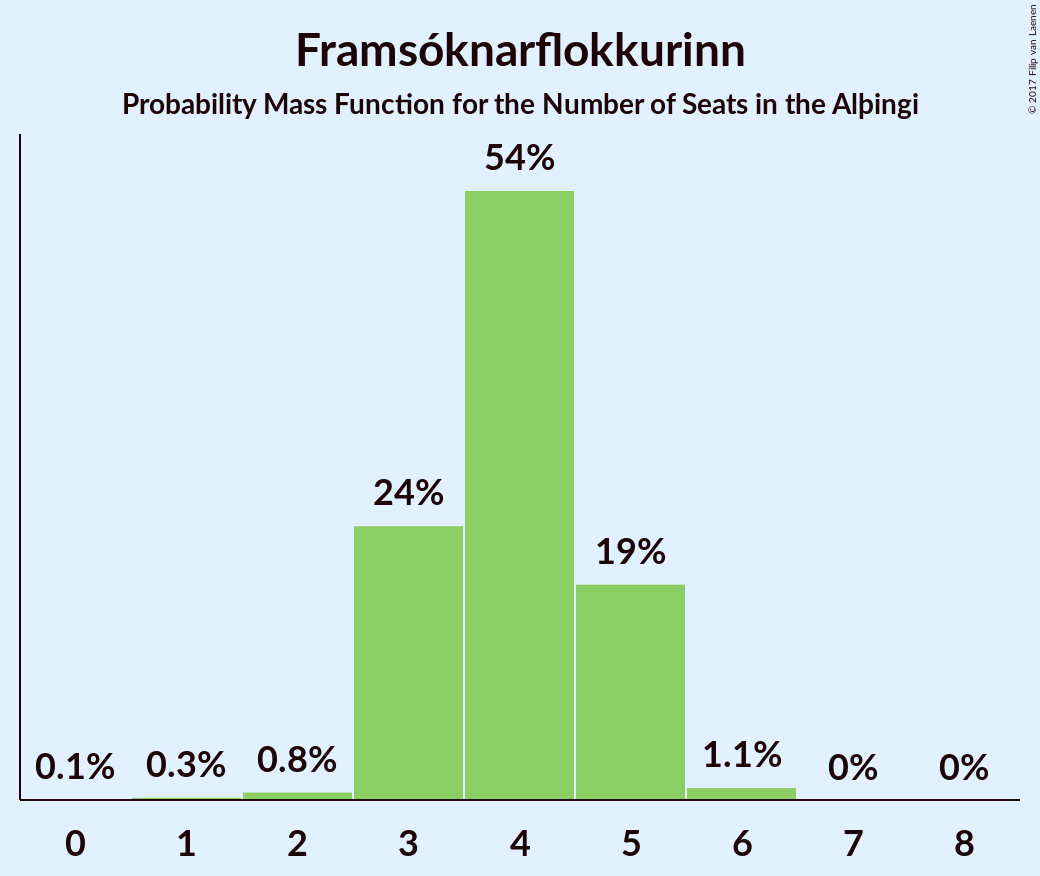 Framsóknarflokkurinn
Probability Mass Function for the Number of Seats in the Alþingi
© 2017 Filip van Laenen
54%
24%
19%
0.1%
0.3%
0.8%
1.1%
0%
0%
0 1 2 3 4 5 6 7 8